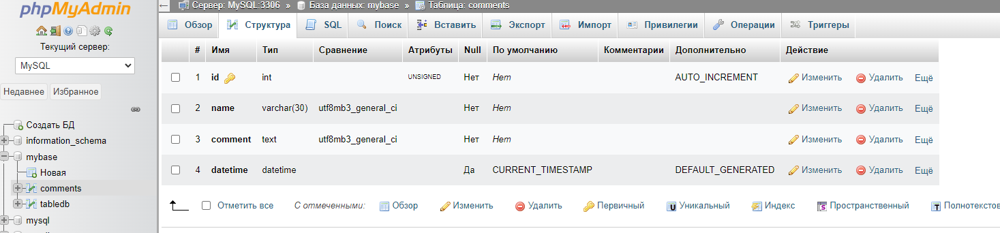 phpMyAdmin
Текущий сервер:
MySQL
Недавнее Избранное
Создать БД
information_schema
mybase
Новая
comments
tabledb
mysql
← Сервер: MySQL:3306 » База данных: mybase » Таблица: comments
Обзор Структура SQL Поиск Вставить Экспорт Импорт Привилегии Операции Триггеры
# Имя Тип Сравнение Атрибуты Null По умолчанию Комментарии Дополнительно Действие
1 id int UNSIGNED Нет Нет AUTO_INCREMENT Изменить Удалить Ещё
2 name varchar(30) utf8mb3_general_ci Нет Нет Изменить Удалить Ещё
3 comment text utf8mb3_general_ci Нет Нет Изменить Удалить Ещё
4 datetime datetime Да CURRENT_TIMESTAMP DEFAULT_GENERATED Изменить Удалить Ещё
Отметить все С отмеченными: Обзор Изменить Удалить Первичный Уникальный Индекс Пространственный Полнотекстов